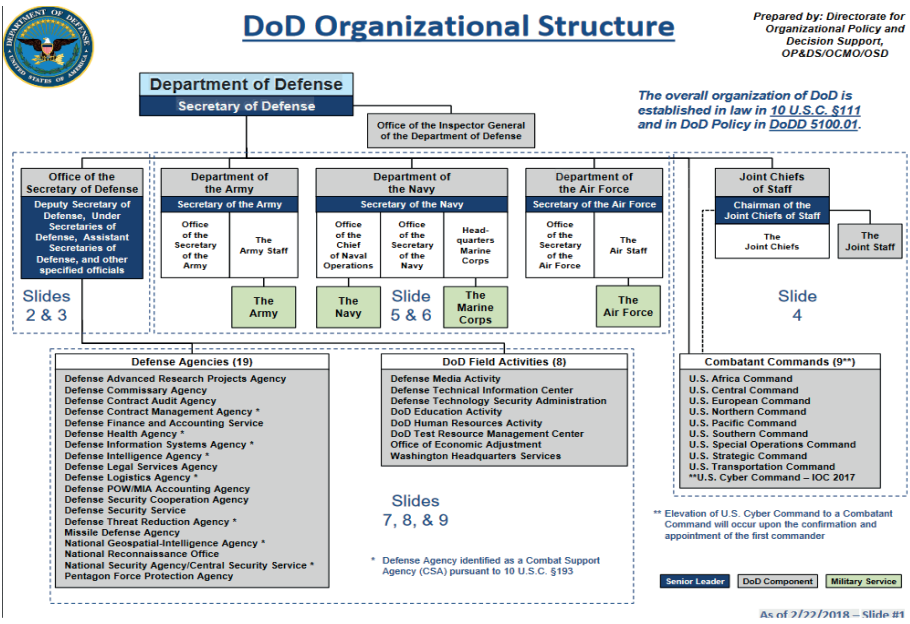 DEPARTMENT OF DEFENSE
UNITED STATES OF AMERICA
DoD Organizational Structure
Prepared by: Directorate for
Organizational Policy and
Decision Support,
OP&DS/OCMO/OSD
Department of Defense
Secretary of Defense
Office of the Inspector General
of the Department of Defense
The overall organization of DoD is
established in law in 10 U.S.C. §111
and in DoD Policy in DoDD 5100.01.
Office of the
Secretary of Defense
Deputy Secretary of
Defense, Under
Secretaries of
Defense, Assistant
Secretaries of
Defense, and other
specified officials
Slides
2 & 3
Department of
the Army
Secretary of the Army
Office
of the
Secretary
of the
Army
The
Army Staff
The
Army
Department of
the Navy
Secretary of the Navy
Office
of the
Chief
of Naval
Operations
Office
of the
Secretary
of the
Navy
Head-
quarters
Marine
Corps
The
Navy
Slide
5 & 6
The
Marine
Corps
Department of
the Air Force
Secretary of the Air Force
Office
of the
Secretary
of the
Air Force
The
Air Staff
The
Air Force
Joint Chiefs
of Staff
Chairman of the
Joint Chiefs of Staff
The
Joint Chiefs
The
Joint Staff
Slide
4
Defense Agencies (19)
Defense Advanced Research Projects Agency
Defense Commissary Agency
Defense Contract Audit Agency
Defense Contract Management Agency *
Defense Finance and Accounting Service
Defense Health Agency *
Defense Information Systems Agency *
Defense Intelligence Agency *
Defense Legal Services Agency
Defense Logistics Agency *
Defense POW/MIA Accounting Agency
Defense Security Cooperation Agency
Defense Security Service
Defense Threat Reduction Agency *
Missile Defense Agency
National Geospatial-Intelligence Agency *
National Reconnaissance Office
National Security Agency/Central Security Service *
Pentagon Force Protection Agency
DoD Field Activities (8)
Defense Media Activity
Defense Technical Information Center
Defense Technology Security Administration
DoD Education Activity
DoD Human Resources Activity
DoD Test Resource Management Center
Office of Economic Adjustment
Washington Headquarters Services
Slides
7, 8, & 9
* Defense Agency identified as a Combat Support
Agency (CSA) pursuant to 10 U.S.C. §193
Combatant Commands (9**)
U.S. Africa Command
U.S. Central Command
U.S. European Command
U.S. Northern Command
U.S. Pacific Command
U.S. Southern Command
U.S. Special Operations Command
U.S. Strategic Command
U.S. Transportation Command
**U.S. Cyber Command – IOC 2017
** Elevation of U.S. Cyber Command to a Combatant
Command will occur upon the confirmation and
appointment of the first commander
Senior Leader
DoD Component
Military Service
As of 2/22/2018 – Slide #1